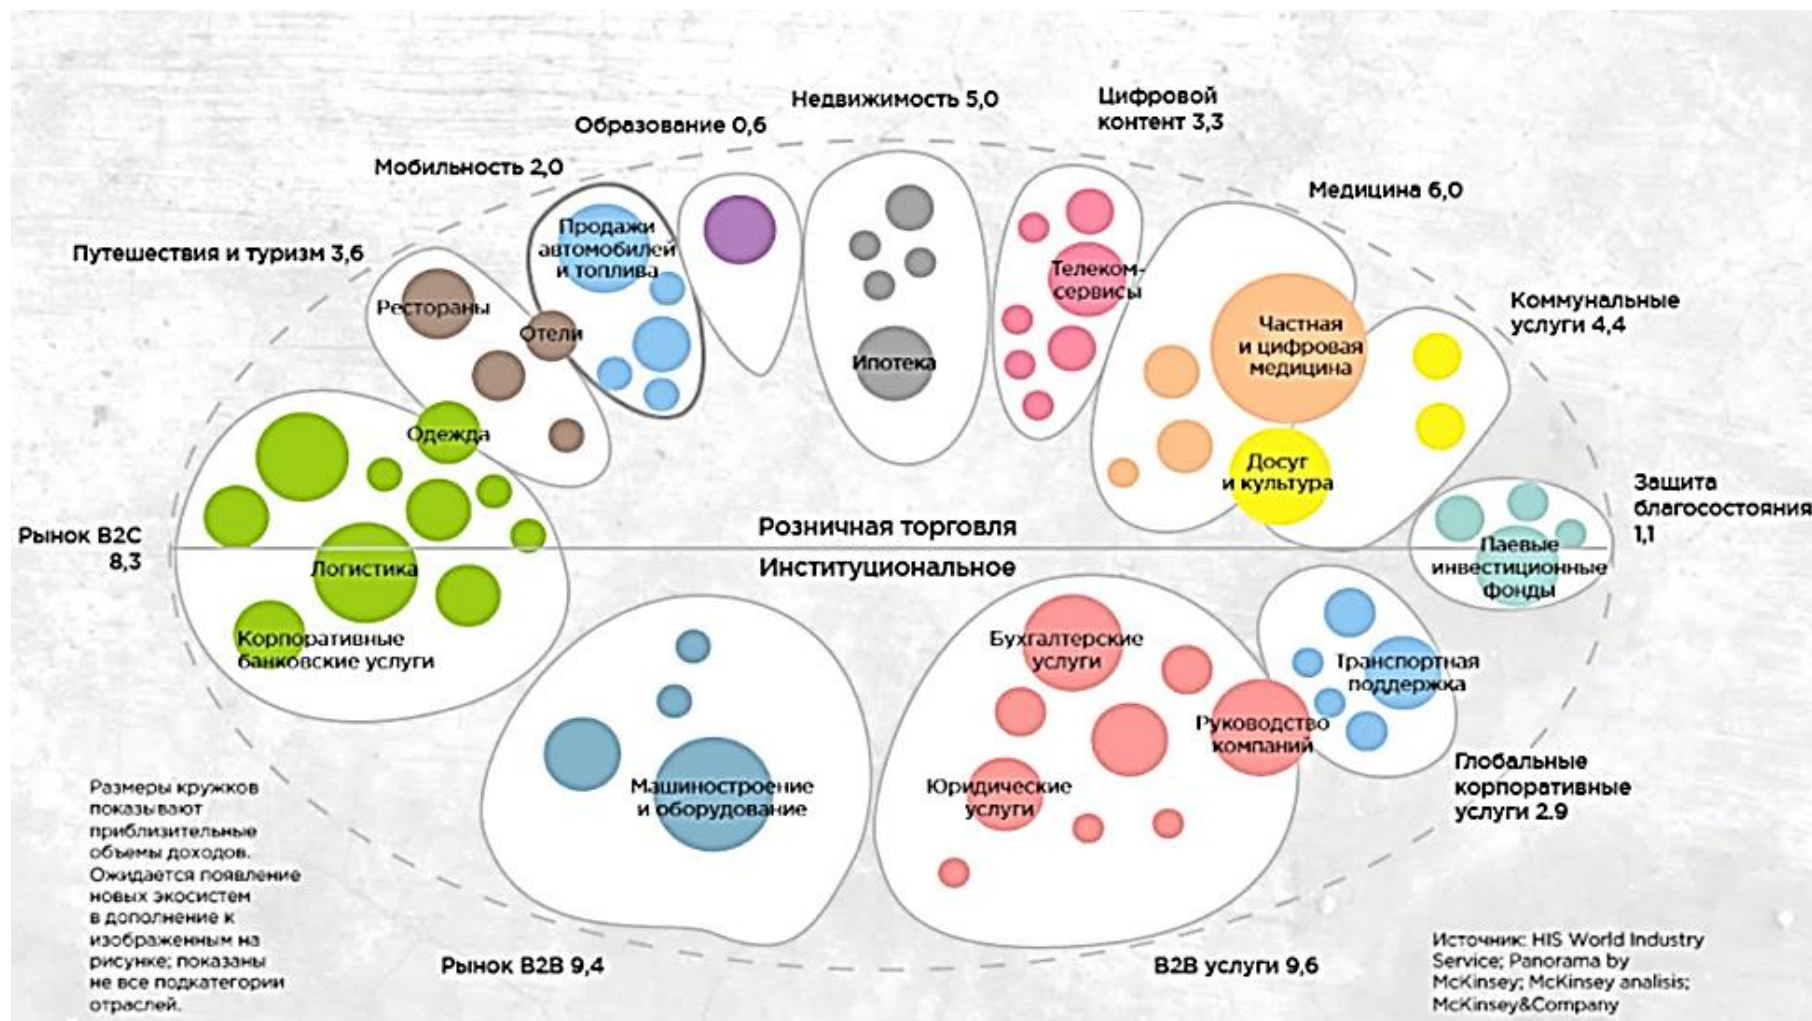 Недвижимость 5,0
Цифровой
контент 3,3
Образование 0,6
Мобильность 2,0
Медицина 6,0
Путешествия и туризм 3,6
Продажи
автомобилей
и топлива
Рестораны
Отели
Ипотека
Телеком-
сервисы
Частная
и цифровая
медицина
Коммунальные
услуги 4,4
Одежда
Досуг
и культура
Защита
благосостояния
1,1
Рынок B2C
8,3
Розничная торговля
Институциональное
Паевые
инвестиционные
фонды
Логистика
Корпоративные
банковские услуги
Бухгалтерские
услуги
Транспортная
поддержка
Руководство
компаний
Машиностроение
и оборудование
Юридические
услуги
Глобальные
корпоративные
услуги 2.9
Размеры кружков
показывают
приблизительные
объемы доходов.
Ожидается появление
новых экосистем
в дополнение к
изображенным на
рисунке; показаны
не все подкатегории
отраслей.
Рынок B2B 9,4
B2B услуги 9,6
Источник: HIS World Industry
Service; Panorama by
McKinsey; McKinsey analisis;
McKinsey&Company